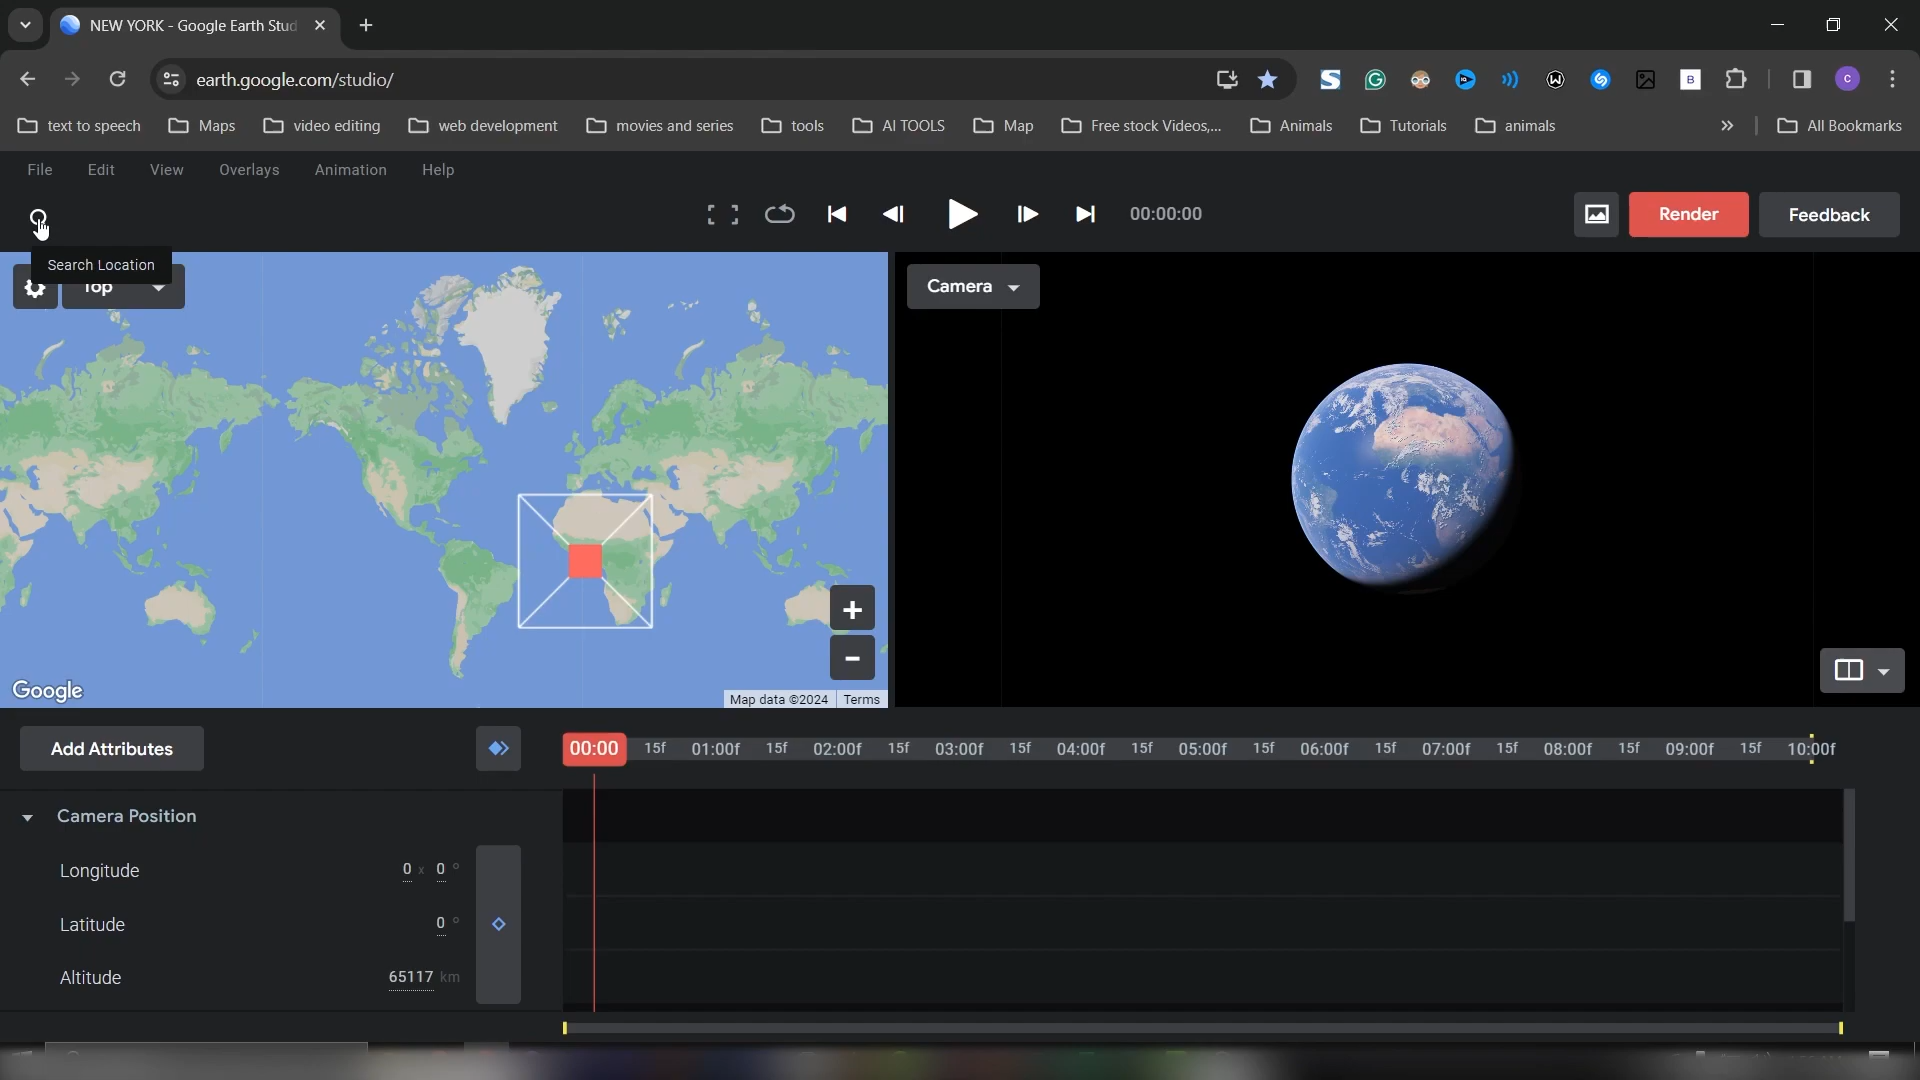 NEW YORK - Google Earth Stud
earth.google.com/studio/
text to speech Maps video editing web development movies and series tools AI TOOLS Map Free stock Videos,... Animals Tutorials animals » All Bookmarks
File Edit View Overlays Animation Help
00:00:00 Render Feedback
Search Location
Top Camera
Google
Map data ©2024 Terms
Add Attributes 00:00 15f 01:00f 15f 02:00f 15f 03:00f 15f 04:00f 15f 05:00f 15f 06:00f 15f 07:00f 15f 08:00f 15f 09:00f 15f 10:00f
Camera Position
Longitude 0 x 0 °
Latitude 0 °
Altitude 65117 km